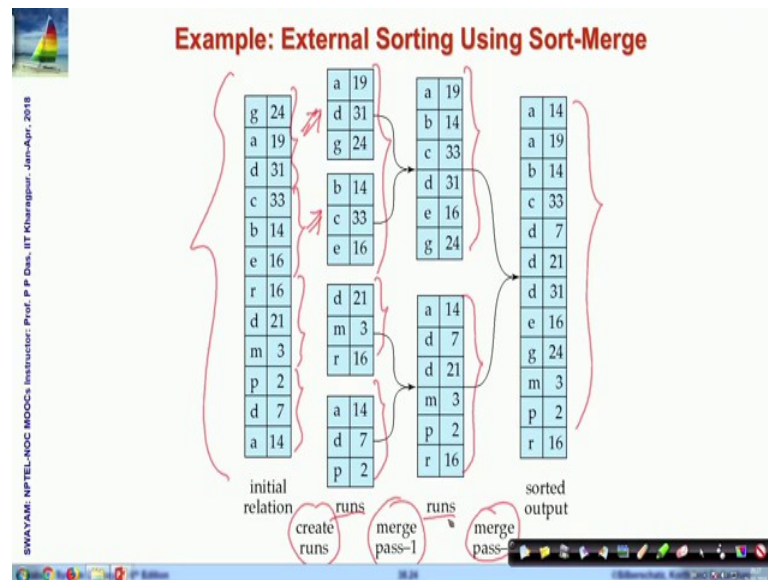 Example: External Sorting Using Sort-Merge
SWAYAM: NPTEL-NOC MOOCs Instructor: Prof. P P Das, IIT Kharagpur. Jan-Apr, 2018
g 24
a 19
d 31
c 33
b 14
e 16
r 16
d 21
m 3
p 2
d 7
a 14
initial
relation
create
runs
a 19
d 31
g 24
b 14
c 33
e 16
d 21
m 3
r 16
a 14
d 7
p 2
runs
merge
pass–1
a 19
b 14
c 33
d 31
e 16
g 24
a 14
d 7
d 21
m 3
p 2
r 16
runs
merge
pass–
a 14
a 19
b 14
c 33
d 7
d 21
d 31
e 16
g 24
m 3
p 2
r 16
sorted
output
Edition